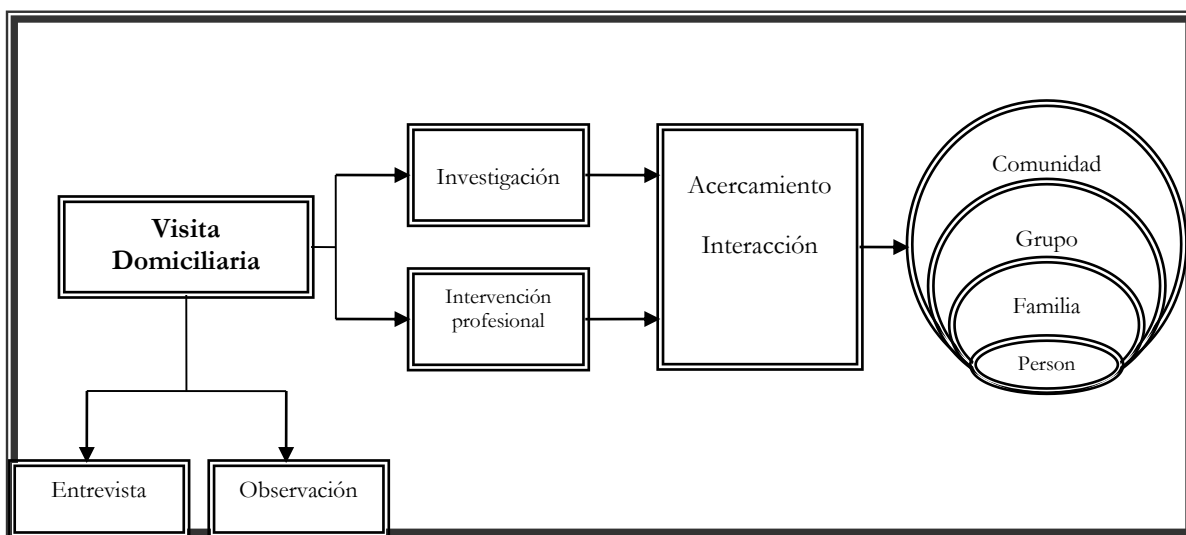 Visita
Domiciliaria
Investigación
Intervención
profesional
Acercamiento
Interacción
Comunidad
Grupo
Familia
Person
Entrevista
Observación